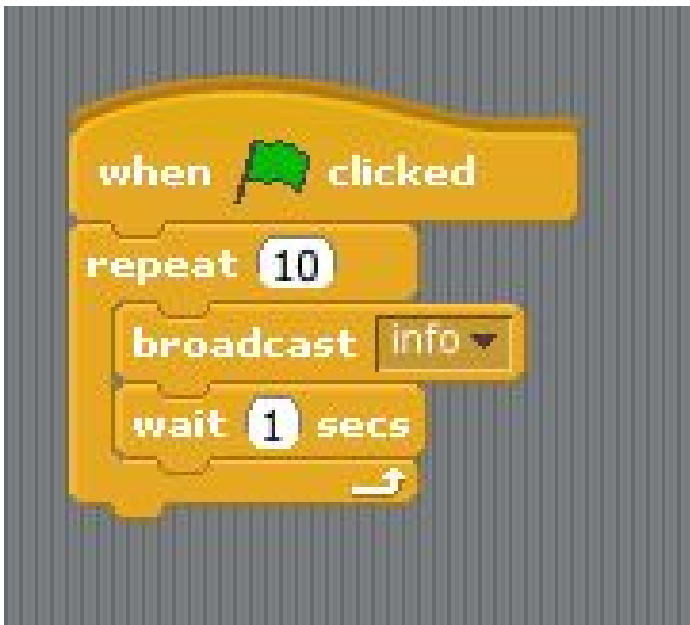 when clicked
repeat 10
broadcast info
wait 1 secs